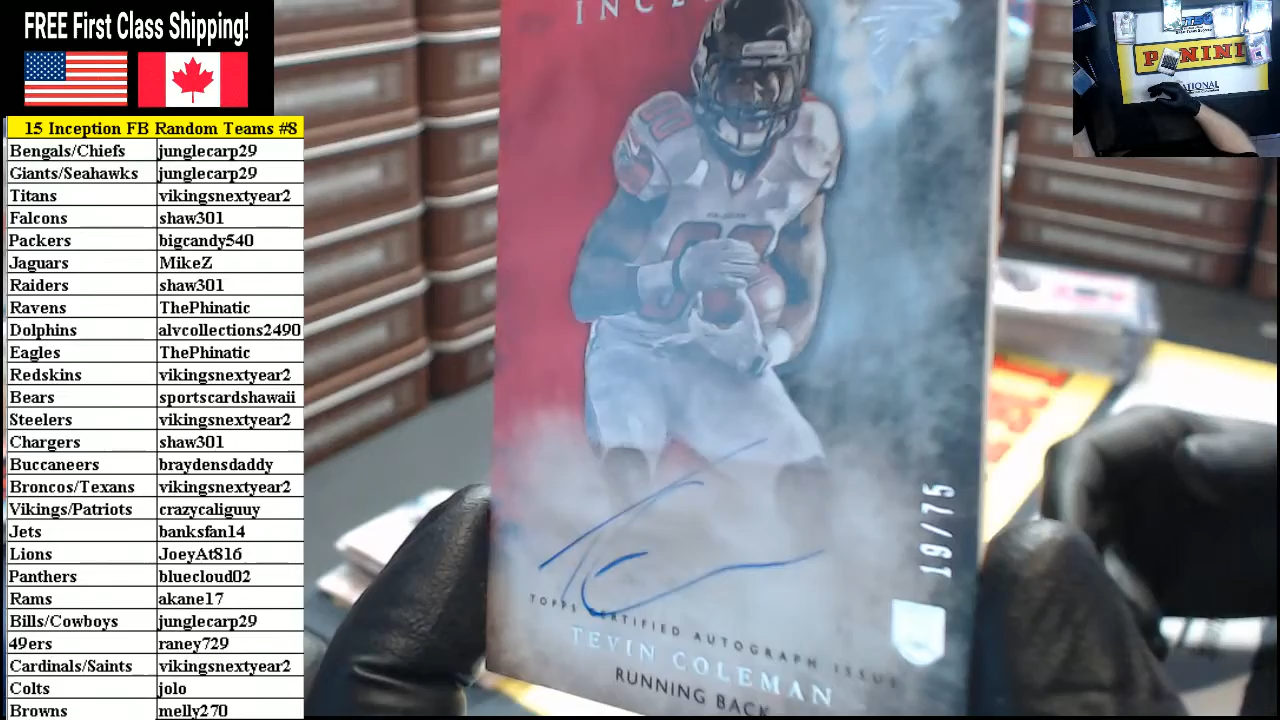 FREE First Class Shipping!
15 Inception FB Random Teams #8
Bengals/Chiefs junglecarp29
Giants/Seahawks junglecarp29
Titans vikingsnextyear2
Falcons shaw301
Packers bigcandy540
Jaguars MikeZ
Raiders shaw301
Ravens ThePhinatic
Dolphins alvcollections2490
Eagles ThePhinatic
Redskins vikingsnextyear2
Bears sportscardshawaii
Steelers vikingsnextyear2
Chargers shaw301
Buccaneers braydensdaddy
Broncos/Texans vikingsnextyear2
Vikings/Patriots crazycaliguuy
Jets banksfan14
Lions JoeyAt816
Panthers bluecloud02
Rams akane17
Bills/Cowboys junglecarp29
49ers raney729
Cardinals/Saints vikingsnextyear2
Colts jolo
Browns melly270
INCE
19/75
TOPPS CERTIFIED AUTOGRAPH ISSUE
TEVIN COLEMAN
RUNNING BACK
PANINI